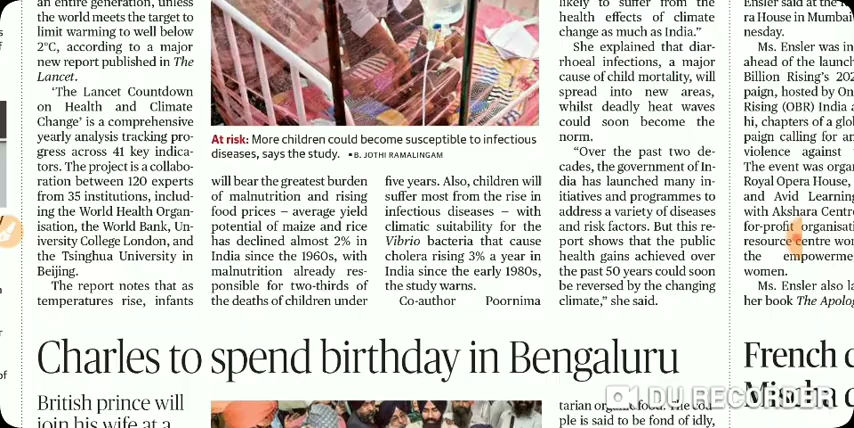 an entire generation, unless
the world meets the target to
limit warming to well below
2°C, according to a major
new report published in The
Lancet.
‘The Lancet Countdown
on Health and Climate
Change’ is a comprehensive
yearly analysis tracking pro-
gress across 41 key indica-
tors. The project is a collabo-
ration between 120 experts
from 35 institutions, includ-
ing the World Health Organ-
isation, the World Bank, Un-
iversity College London, and
the Tsinghua University in
Beijing.
The report notes that as
temperatures rise, infants
At risk: More children could become susceptible to infectious
diseases, says the study. • B. JOTHI RAMALINGAM
will bear the greatest burden
of malnutrition and rising
food prices – average yield
potential of maize and rice
has declined almost 2% in
India since the 1960s, with
malnutrition already res-
ponsible for two-thirds of
the deaths of children under
five years. Also, children will
suffer most from the rise in
infectious diseases – with
climatic suitability for the
Vibrio bacteria that cause
cholera rising 3% a year in
India since the early 1980s,
the study warns.
Co-author Poornima
likely to suffer from the
health effects of climate
change as much as India.”
She explained that diar-
rhoeal infections, a major
cause of child mortality, will
spread into new areas,
whilst deadly heat waves
could soon become the
norm.
“Over the past two de-
cades, the government of In-
dia has launched many in-
itiatives and programmes to
address a variety of diseases
and risk factors. But this re-
port shows that the public
health gains achieved over
the past 50 years could soon
be reversed by the changing
climate,” she said.
Ensler said at the
ra House in Mumbai
nesday.
Ms. Ensler was in
ahead of the launch
Billion Rising’s 202
paign, hosted by On
Rising (OBR) India a
hi, chapters of a glob
paign calling for an
violence against
The event was organ
Royal Opera House,
and Avid Learning
with Akshara Centre
for-profit organisati
resource centre wor
the empowerme
women.
Ms. Ensler also la
her book The Apolog
Charles to spend birthday in Bengaluru
British prince will
join his wife at a
tarian organic food. The cou-
ple is said to be fond of idly,
French c
Mischa c
DU RECORDER